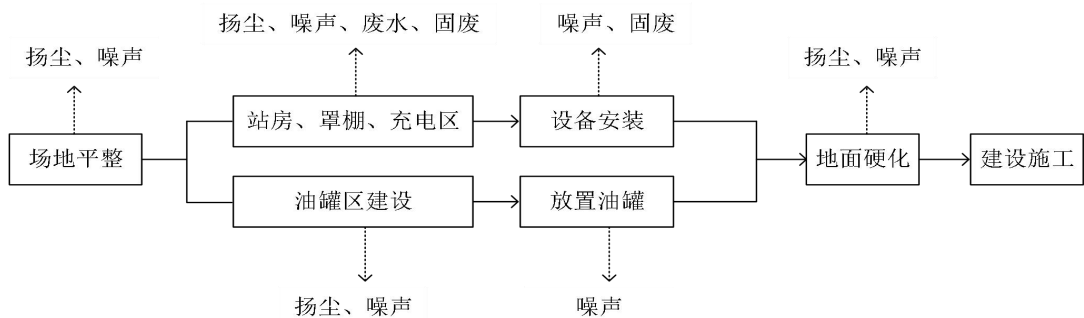 扬尘、噪声、废水、固废
噪声、固废
扬尘、噪声
扬尘、噪声
站房、罩棚、充电区
设备安装
场地平整
地面硬化
建设施工
油罐区建设
放置油罐
扬尘、噪声
噪声